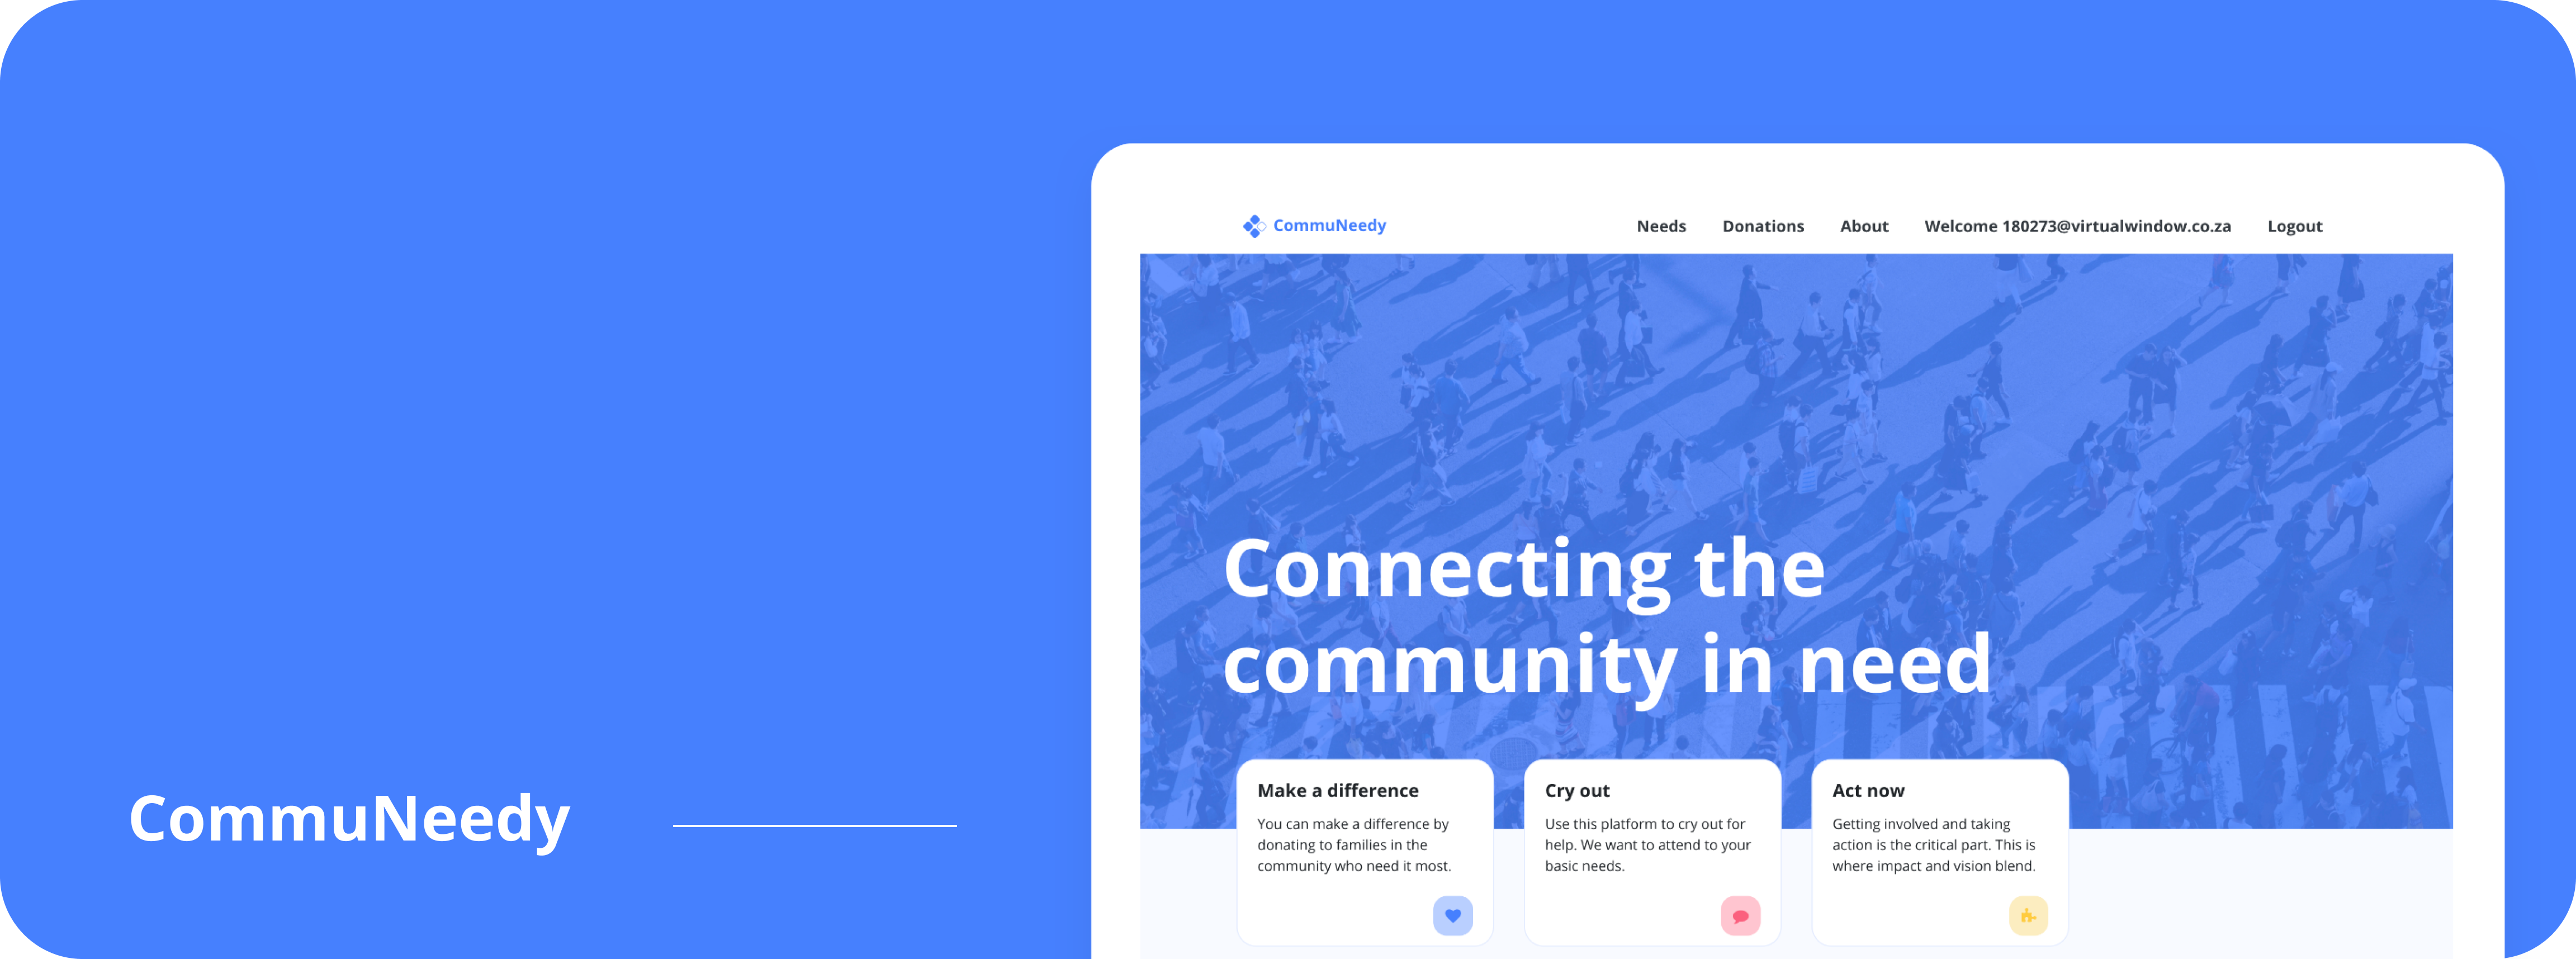 CommuNeedy
CommuNeedy
Needs Donations About Welcome 180273@virtualwindow.co.za Logout
Connecting the
community in need
Make a difference
You can make a difference by
donating to families in the
community who need it most.
Cry out
Use this platform to cry out for
help. We want to attend to your
basic needs.
Act now
Getting involved and taking
action is the critical part. This is
where impact and vision blend.